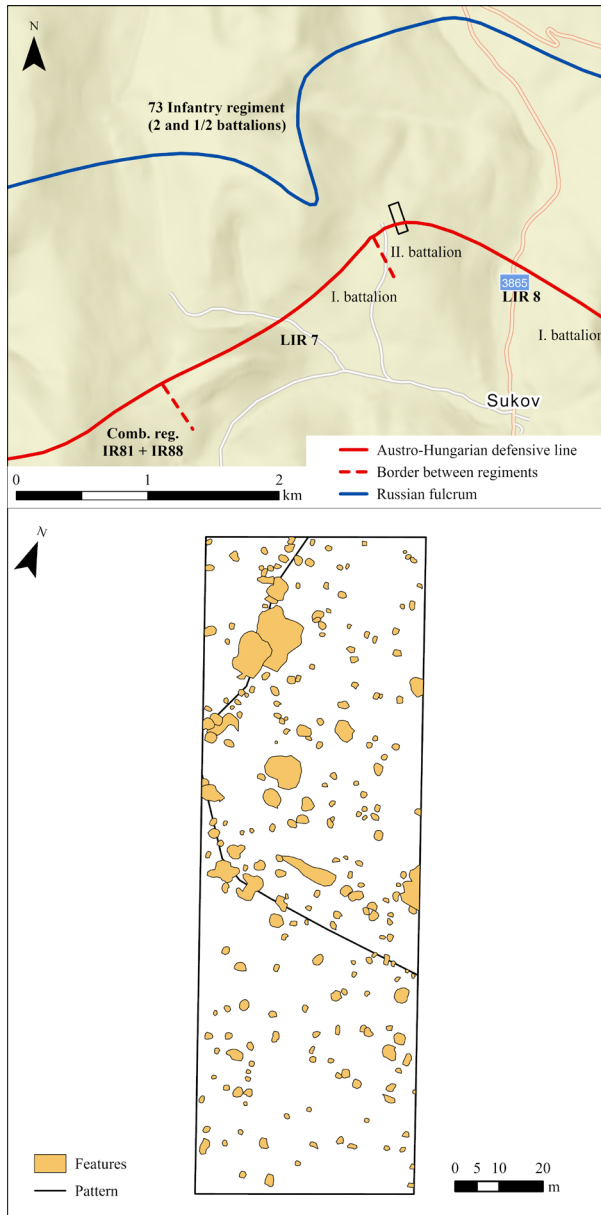 N
73 Infantry regiment
(2 and 1/2 battalions)
II. battalion
3865
I. battalion
LIR 8
LIR 7
I. battalion
Sukov
Comb. reg.
IR81 + IR88
Austro-Hungarian defensive line
Border between regiments
Russian fulcrum
0 1 2
km
N
Features
Pattern
0 5 10 20
m